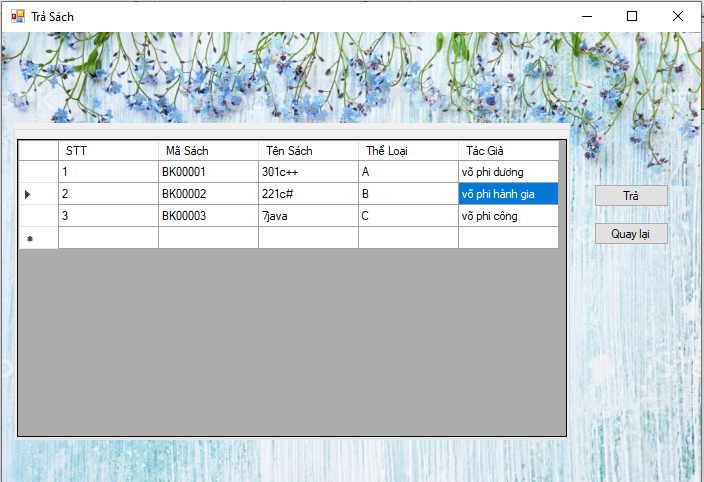 Trả Sách
STT Mã Sách Tên Sách Thể Loại Tác Giả
1 BK00001 301c++ A võ phi dương
2 BK00002 221c# B võ phi hành gia
3 BK00003 7java C võ phi công
Trả
Quay lại